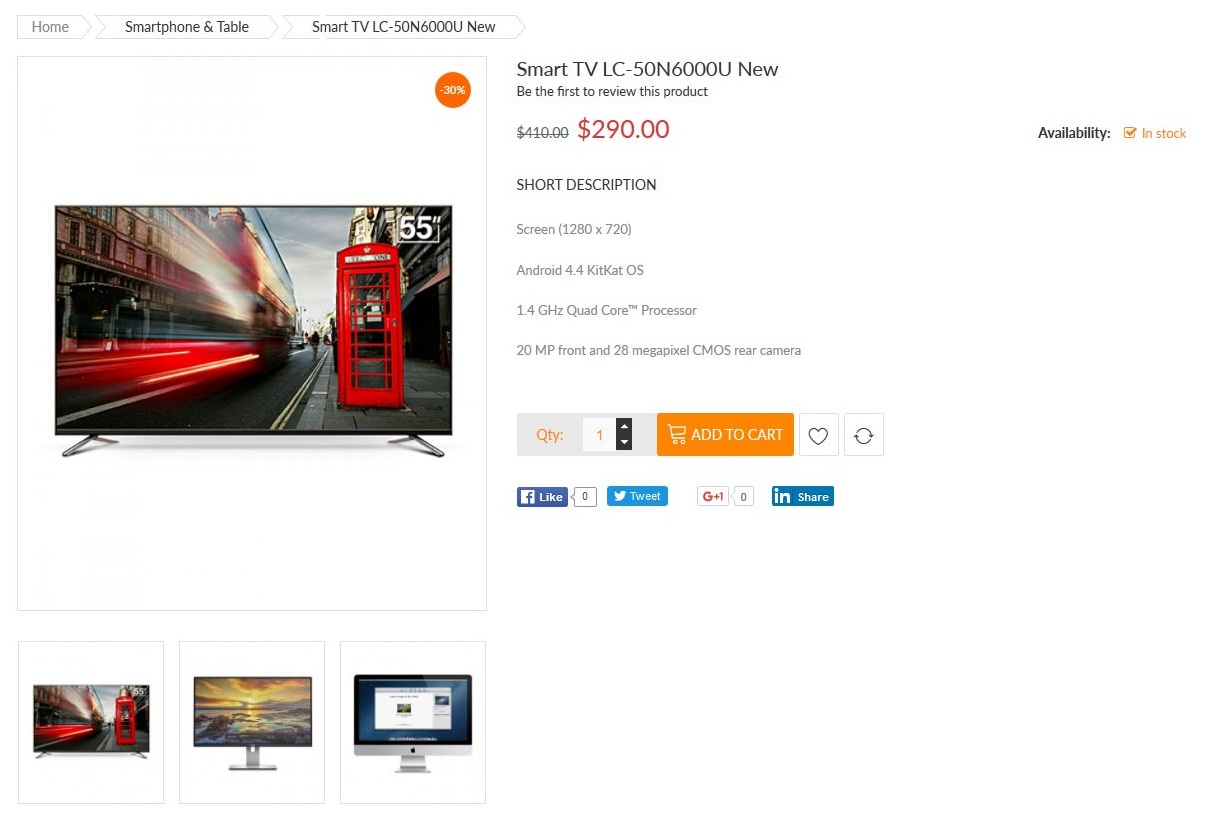 Home
Smartphone & Table
Smart TV LC-50N6000U New
-30%
55"
Smart TV LC-50N6000U New
Be the first to review this product
$410.00 $290.00
Availability: In stock
SHORT DESCRIPTION
Screen (1280 x 720)
Android 4.4 KitKat OS
1.4 GHz Quad Core™ Processor
20 MP front and 28 megapixel CMOS rear camera
Qty: 1
ADD TO CART
Like 0
Tweet
G+1 0
in Share
55"